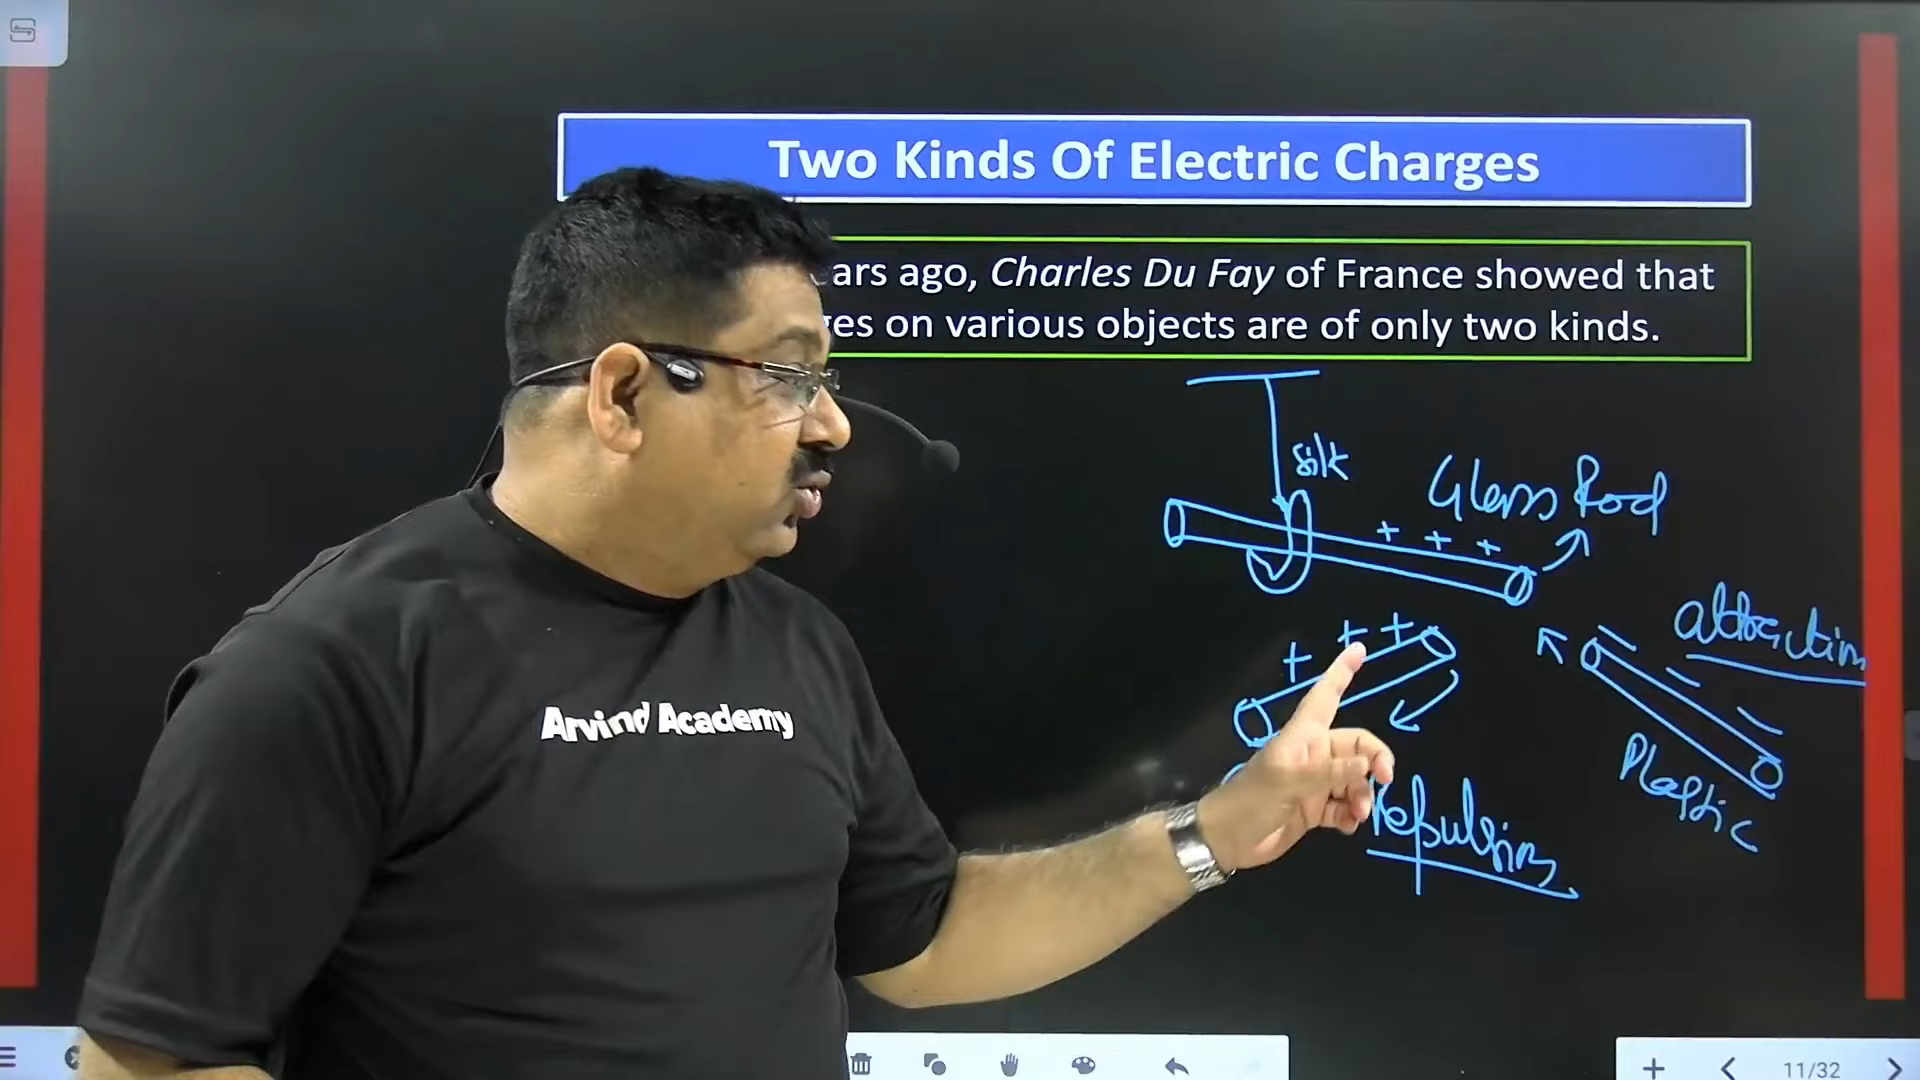 Two Kinds Of Electric Charges
ars ago, Charles Du Fay of France showed that
ges on various objects are of only two kinds.
silk
Glass Rod
+ + +
+ + +
attraction
Plastic
Repulsion
Arvind Academy
11/32